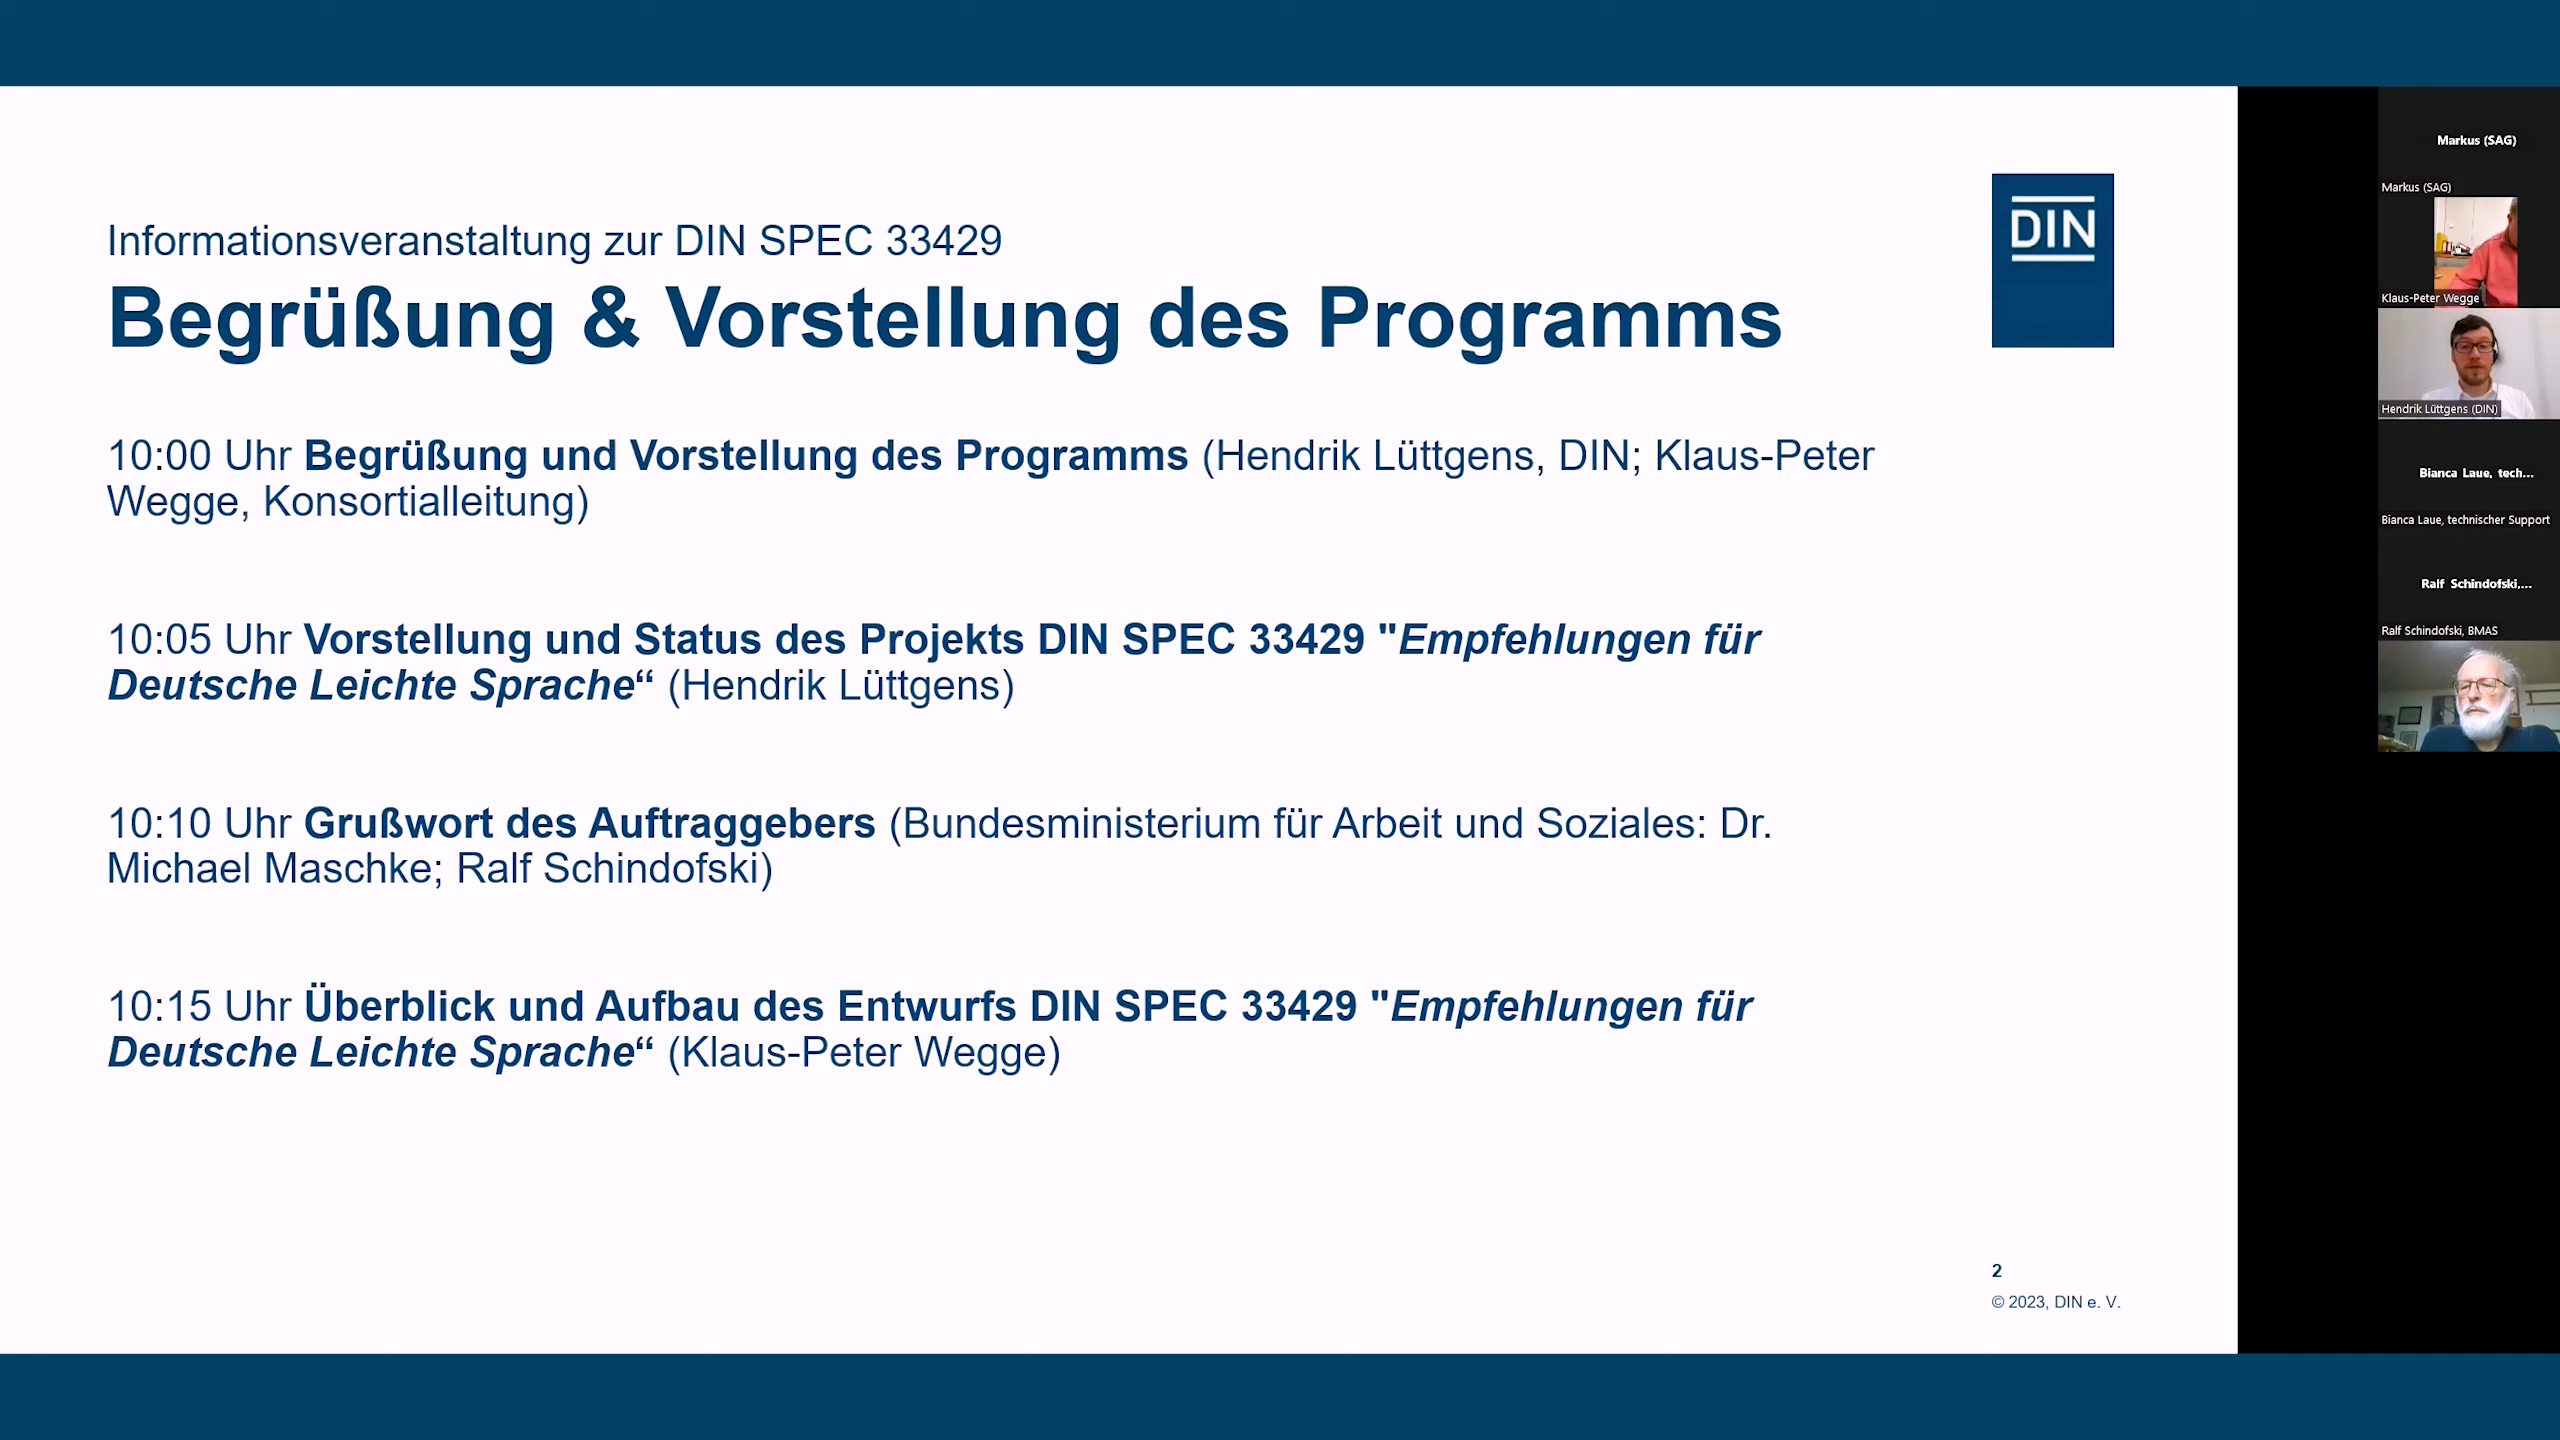 Informationsveranstaltung zur DIN SPEC 33429
Begrüßung & Vorstellung des Programms
DIN
10:00 Uhr Begrüßung und Vorstellung des Programms (Hendrik Lüttgens, DIN; Klaus-Peter
Wegge, Konsortialleitung)
10:05 Uhr Vorstellung und Status des Projekts DIN SPEC 33429 "Empfehlungen für
Deutsche Leichte Sprache“ (Hendrik Lüttgens)
10:10 Uhr Grußwort des Auftraggebers (Bundesministerium für Arbeit und Soziales: Dr.
Michael Maschke; Ralf Schindofski)
10:15 Uhr Überblick und Aufbau des Entwurfs DIN SPEC 33429 "Empfehlungen für
Deutsche Leichte Sprache“ (Klaus-Peter Wegge)
2
© 2023, DIN e. V.
Markus (SAG)
Markus (SAG)
Klaus-Peter Wegge
Hendrik Lüttgens (DIN)
Bianca Laue, tech...
Bianca Laue, technischer Support
Ralf Schindofski,...
Ralf Schindofski, BMAS